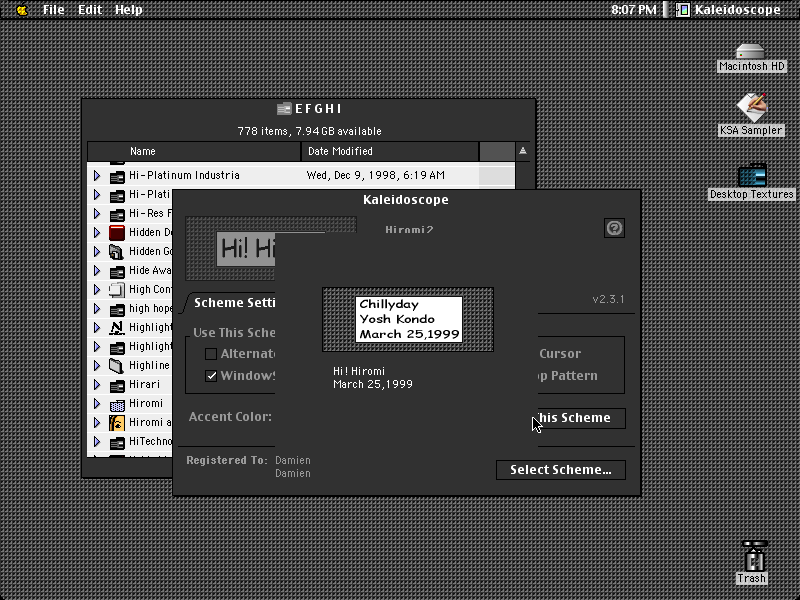 File Edit Help
8:07 PM
Kaleidoscope
Macintosh HD
KSA Sampler
Desktop Textures
EFGHI
778 items, 7.94 GB available
Name
Date Modified
Hi-Platinum Industria
Wed, Dec 9, 1998, 6:19 AM
Hi-Plati
Hi-Res F
Hidden De
Hidden Go
Hide Awa
High Con
high hope
Highlight
Highlight
Highline
Hirari
Hiromi
Hiromi a
HiTechno
Kaleidoscope
Hi! Hi
Hiromi2
v2.3.1
Scheme Setti
Use This Sche
Alternat
WindowS
Cursor
op Pattern
Accent Color:
his Scheme
Registered To: Damien
Damien
Select Scheme...
Chillyday
Yosh Kondo
March 25,1999
Hi! Hiromi
March 25,1999
Trash